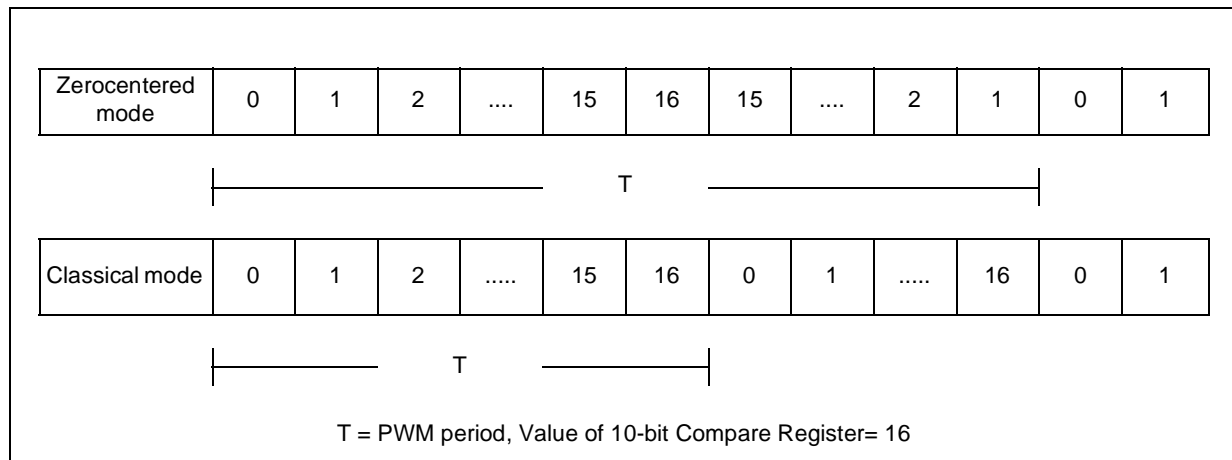 Zerocentered
mode
0 1 2 .... 15 16 15 .... 2 1 0 1
T
Classical mode 0 1 2 ..... 15 16 0 1 ..... 16 0 1
T
T = PWM period, Value of 10-bit Compare Register= 16